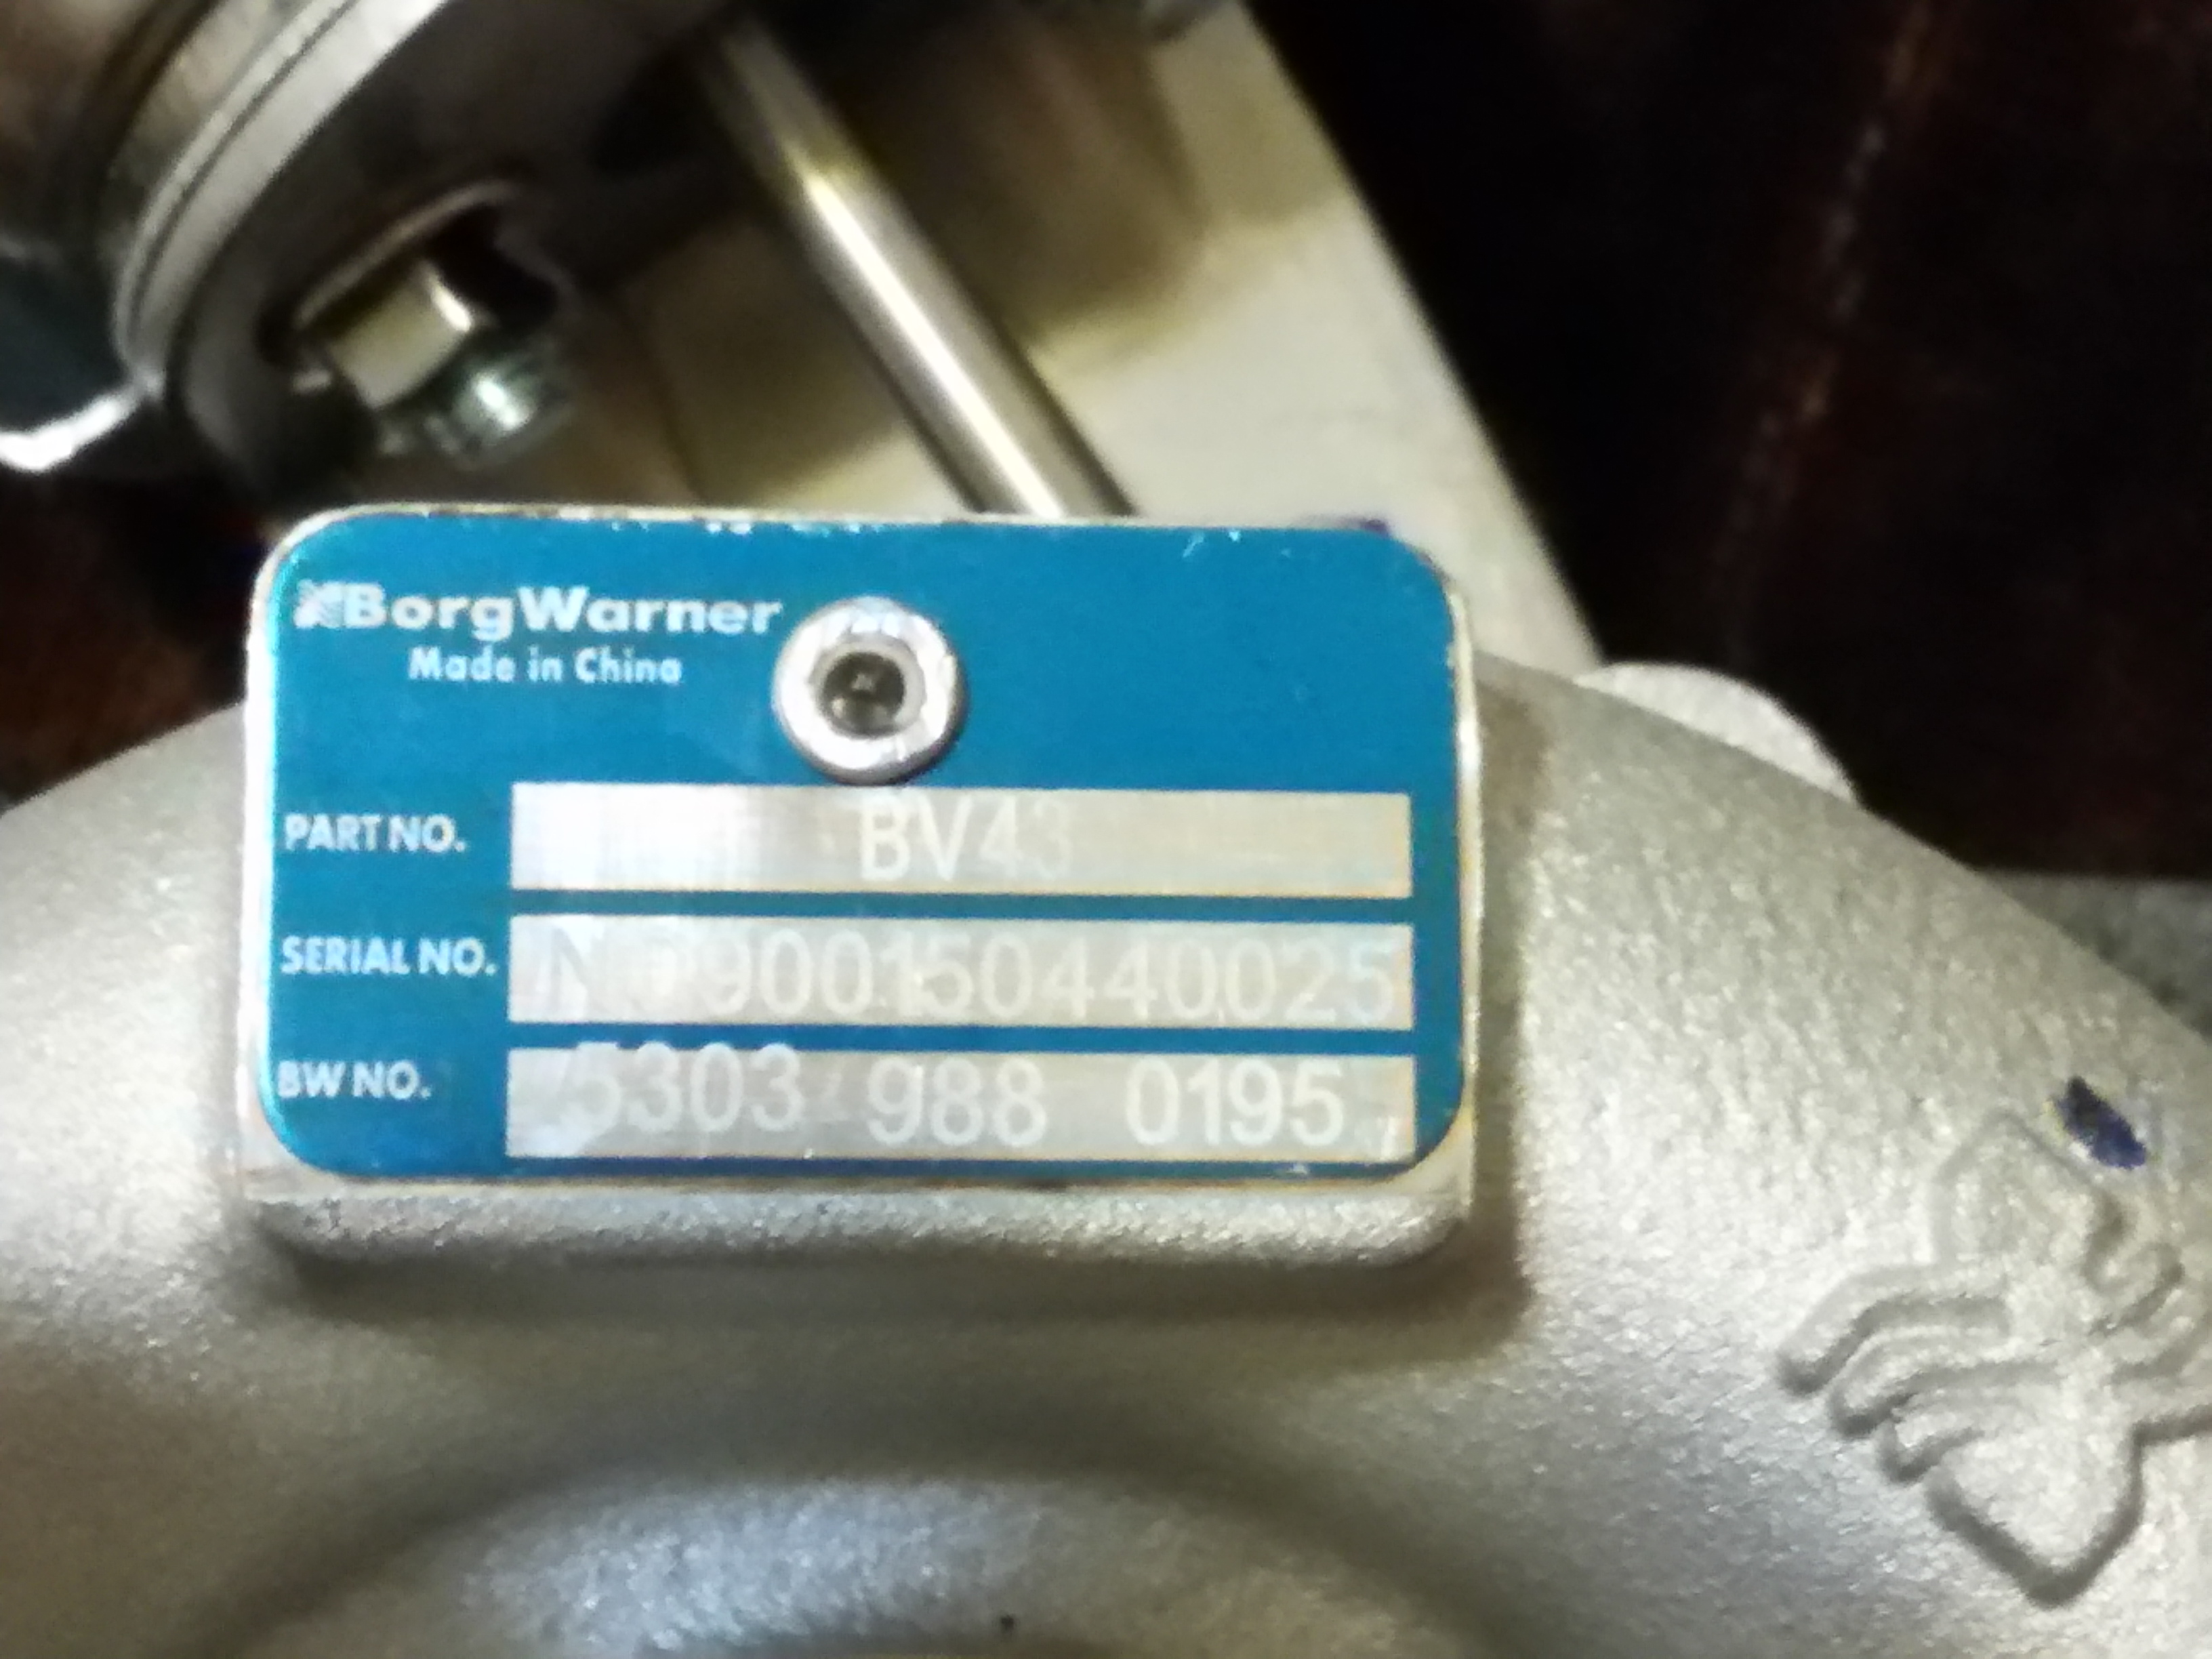 BorgWarner
Made in China
PART NO. BV43
SERIAL NO.
BW NO. 5303 988 0195